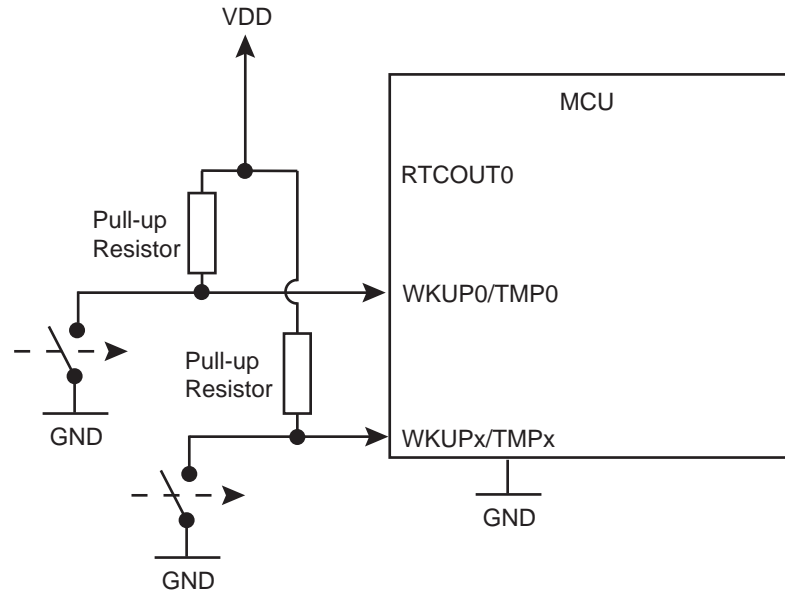 VDD
MCU
RTCOUT0
Pull-up
Resistor
WKUP0/TMP0
Pull-up
Resistor
GND
WKUPx/TMPx
GND
GND